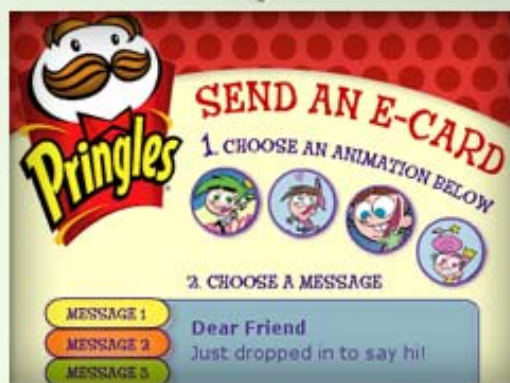 Pringles
SEND AN E-CARD
1. CHOOSE AN ANIMATION BELOW
2. CHOOSE A MESSAGE
MESSAGE 1
MESSAGE 2
MESSAGE 3
Dear Friend
Just dropped in to say hi!